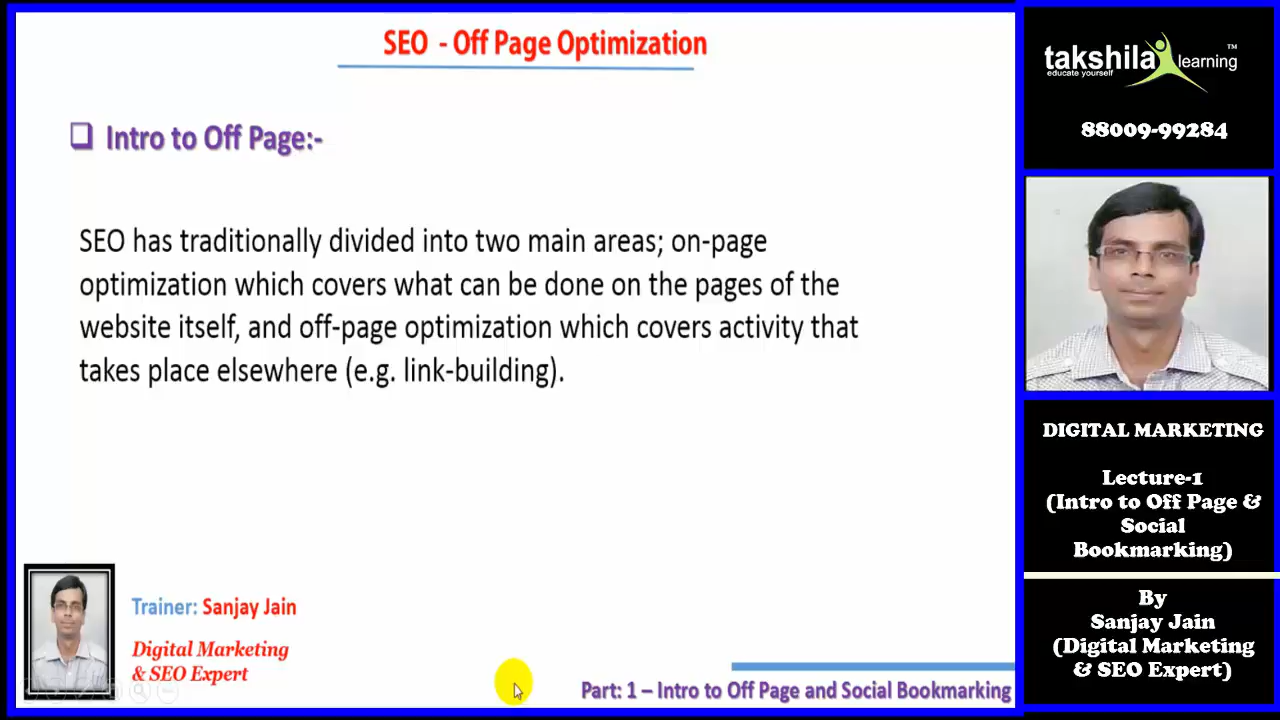 SEO - Off Page Optimization
Intro to Off Page:-
SEO has traditionally divided into two main areas; on-page
optimization which covers what can be done on the pages of the
website itself, and off-page optimization which covers activity that
takes place elsewhere (e.g. link-building).
Trainer: Sanjay Jain
Digital Marketing
& SEO Expert
Part: 1 – Intro to Off Page and Social Bookmarking
takshila learning TM
educate yourself
88009-99284
DIGITAL MARKETING
Lecture-1
(Intro to Off Page &
Social
Bookmarking)
By
Sanjay Jain
(Digital Marketing
& SEO Expert)